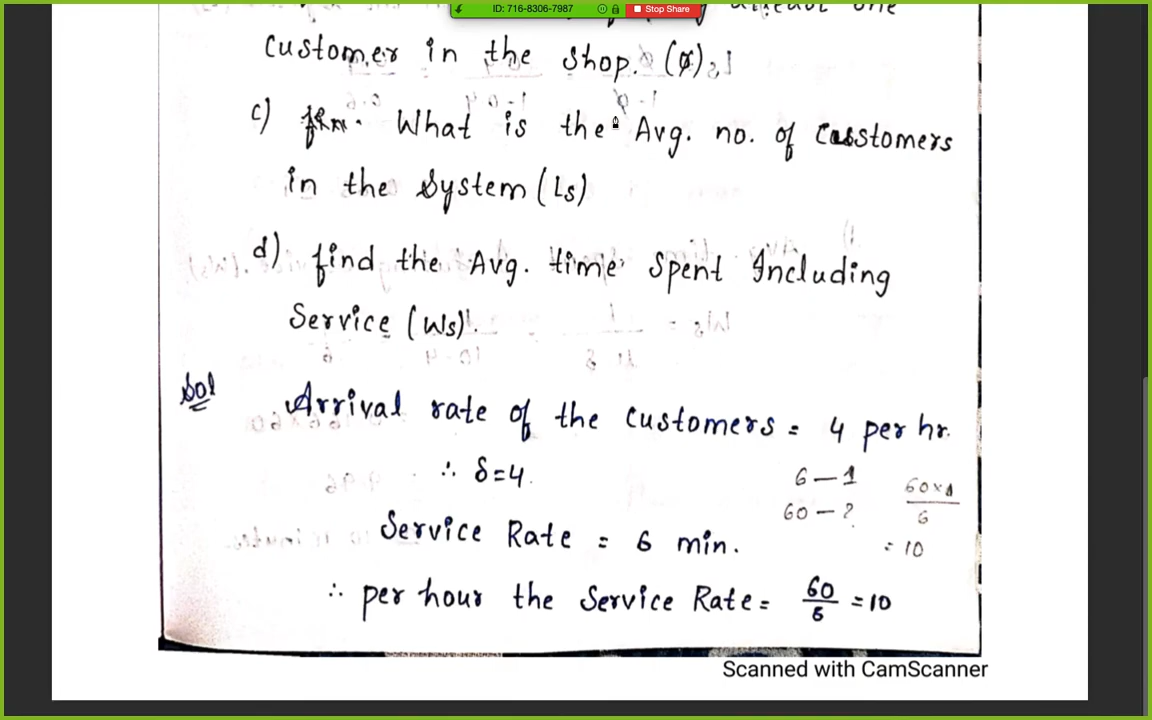 ID: 716-8306-7987 Stop Share
already one
Customer in the shop. (φ),
c) What is the Avg. no. of Customers
in the System (Ls)
d) find the Avg. time Spent Including
Service (Ws).
Sol
Arrival rate of the Customers = 4 per hr.
∴ δ=4.
6 — 1
60 — ?
60×1
6
= 10
Service Rate = 6 min.
∴ per hour the Service Rate = 60/6 = 10
Scanned with CamScanner